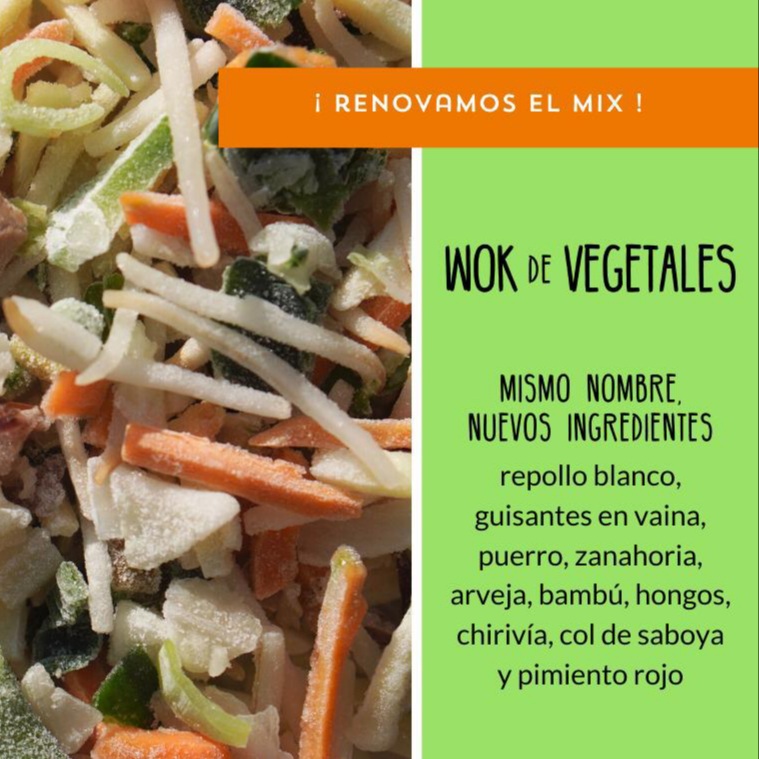 ¡ RENOVAMOS EL MIX !
WOK DE VEGETALES
MISMO NOMBRE,
NUEVOS INGREDIENTES
repollo blanco,
guisantes en vaina,
puerro, zanahoria,
arveja, bambú, hongos,
chirivía, col de saboya
y pimiento rojo